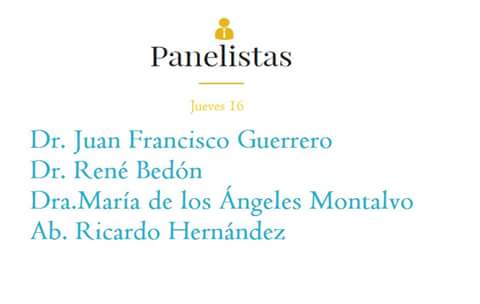 Panelistas
Jueves 16
Dr. Juan Francisco Guerrero
Dr. René Bedón
Dra.María de los Ángeles Montalvo
Ab. Ricardo Hernández